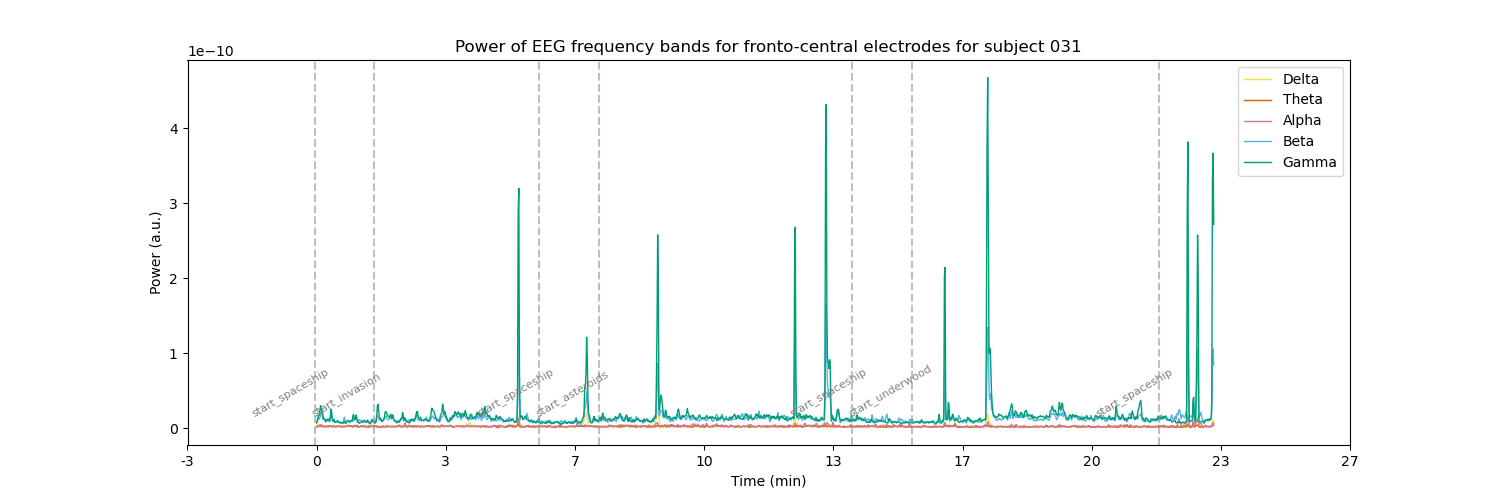 Power of EEG frequency bands for fronto-central electrodes for subject 031
1e−10
Delta
Theta
Alpha
Beta
Gamma
4
3
2
1
0
Power (a.u.)
start_spaceship
start_invasion
start_spaceship
start_asteroids
start_spaceship
start_underwood
start_spaceship
-3
0
3
7
10
13
17
20
23
27
Time (min)